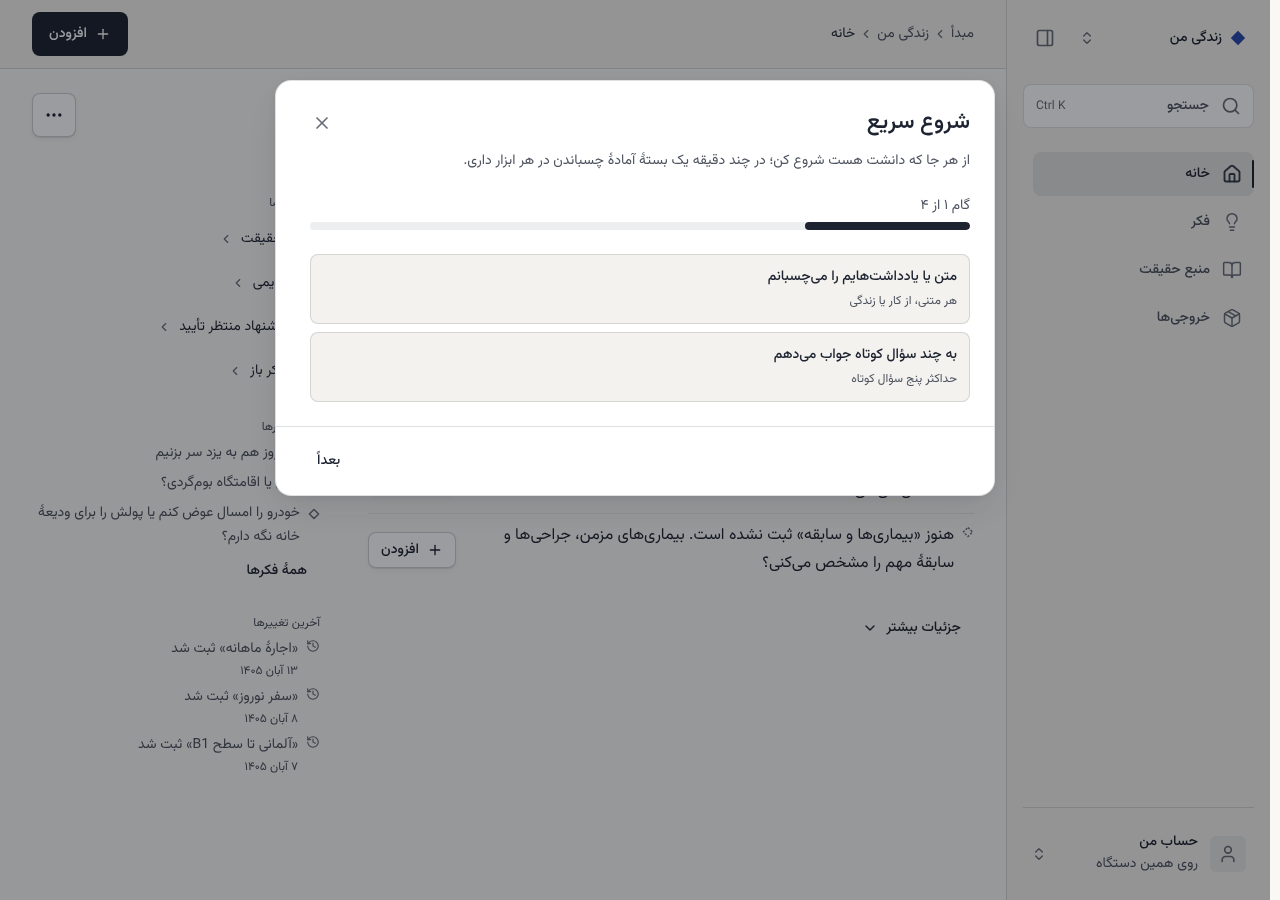 زندگی من
جستجو
Ctrl K
خانه
فکر
منبع حقیقت
خروجی‌ها
حساب من
روی همین دستگاه
مبدأ
زندگی من
خانه
افزودن
شروع سریع
از هر جا که دانشت هست شروع کن؛ در چند دقیقه یک بستهٔ آمادهٔ چسباندن در هر ابزار داری.
گام ۱ از ۴
متن یا یادداشت‌هایم را می‌چسبانم
هر متنی، از کار یا زندگی
به چند سؤال کوتاه جواب می‌دهم
حداکثر پنج سؤال کوتاه
بعداً
هنوز «بیماری‌ها و سابقه» ثبت نشده است. بیماری‌های مزمن، جراحی‌ها و
سابقهٔ مهم را مشخص می‌کنی؟
افزودن
جزئیات بیشتر
منتظر تأیید
باز
هم به یزد سر بزنیم
یا اقامتگاه بوم‌گردی؟
خودرو را امسال عوض کنم یا پولش را برای ودیعهٔ
خانه نگه دارم؟
همهٔ فکرها
آخرین تغییرها
«اجارهٔ ماهانه» ثبت شد
۱۳ آبان ۱۴۰۵
«سفر نوروز» ثبت شد
۸ آبان ۱۴۰۵
«آلمانی تا سطح B1» ثبت شد
۷ آبان ۱۴۰۵